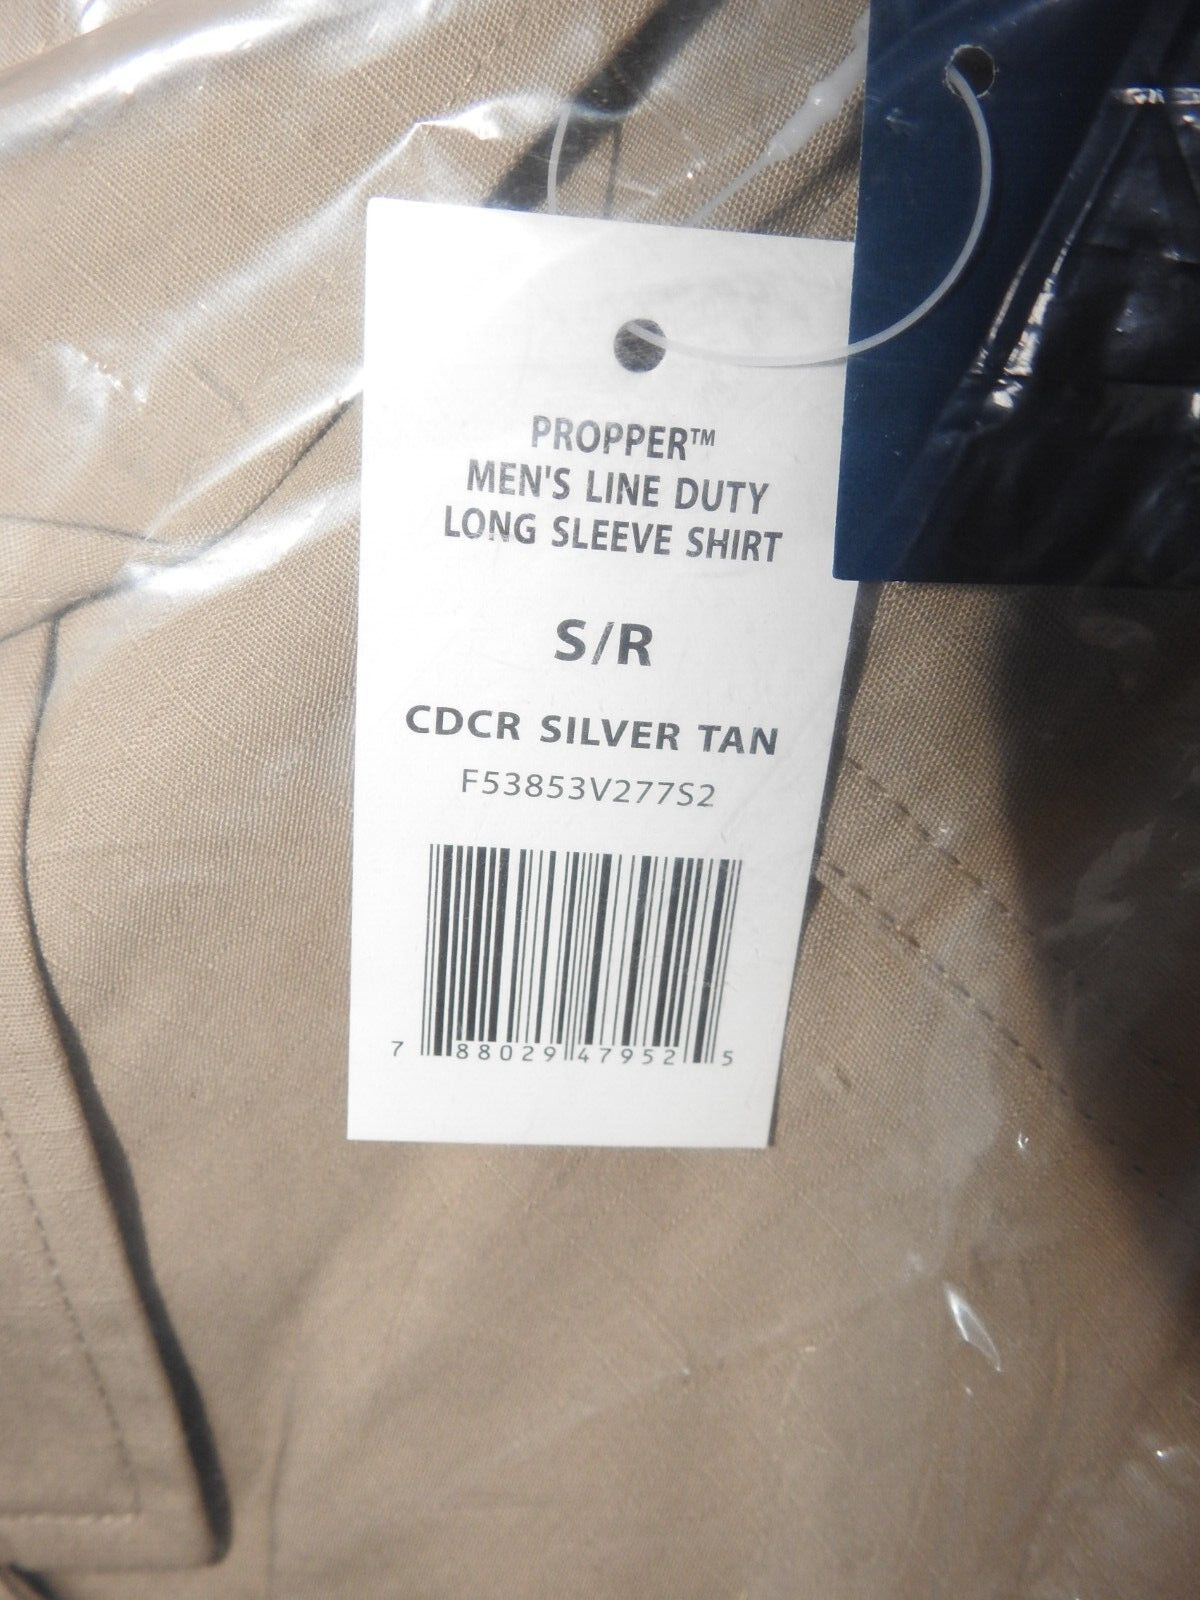 PROPPER™
MEN'S LINE DUTY
LONG SLEEVE SHIRT
S/R
CDCR SILVER TAN
F53853V277S2
7 88029 47952 5